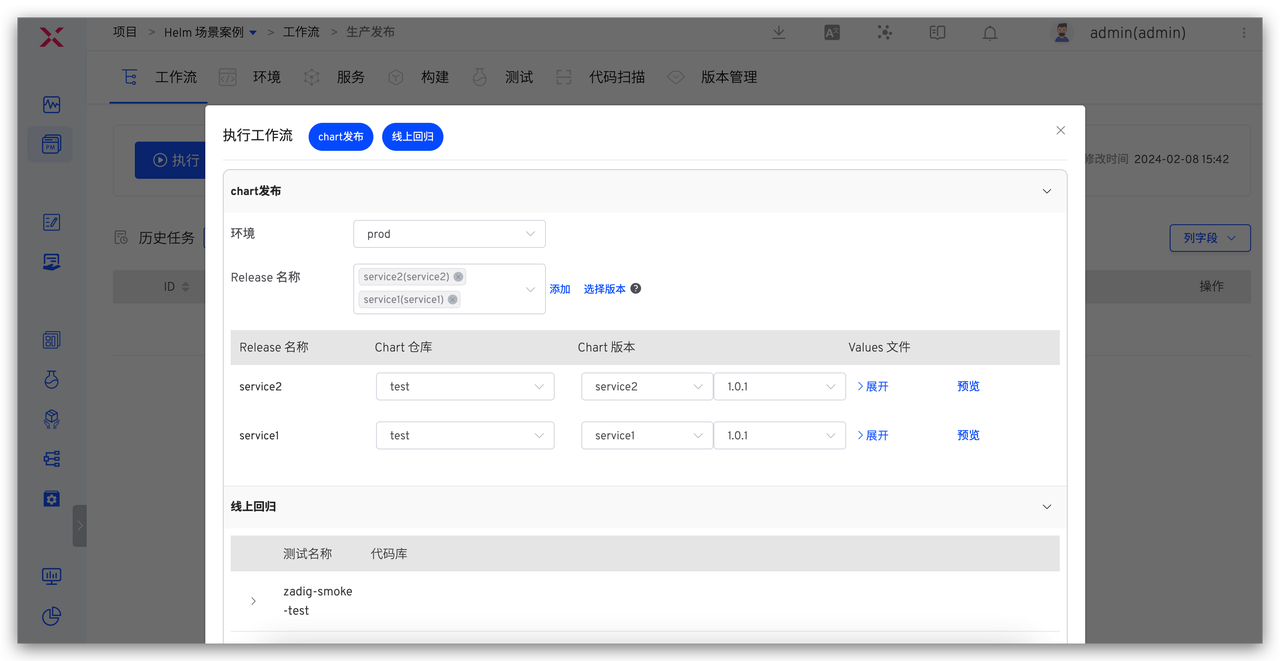 项目 > Helm 场景案例 > 工作流 > 生产发布
admin(admin)
工作流 环境 服务 构建 测试 代码扫描 版本管理
执行工作流 chart发布 线上回归
执行
修改时间 2024-02-08 15:42
chart发布
环境 prod
历史任务
列字段
Release 名称 service2(service2)
service1(service1)
添加 选择版本 ?
ID
操作
Release 名称 Chart 仓库 Chart 版本 Values 文件
service2 test service2 1.0.1 >展开 预览
service1 test service1 1.0.1 >展开 预览
线上回归
测试名称 代码库
zadig-smoke
-test